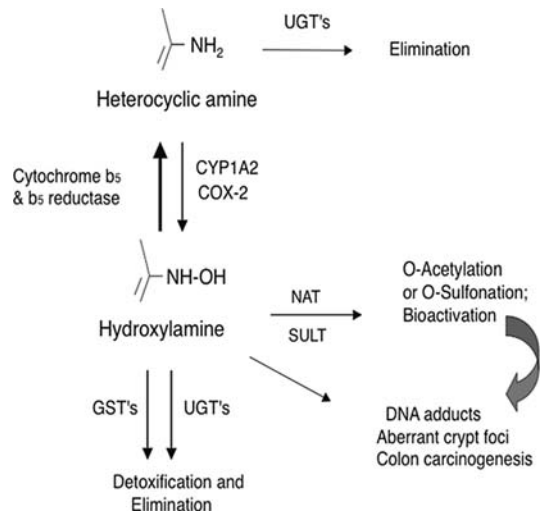 UGT's
NH2
Elimination
Heterocyclic amine
Cytochrome b5
& b5 reductase
CYP1A2
COX-2
NH-OH
Hydroxylamine
NAT
SULT
O-Acetylation
or O-Sulfonation;
Bioactivation
GST's
UGT's
DNA adducts
Aberrant crypt foci
Colon carcinogenesis
Detoxification and
Elimination